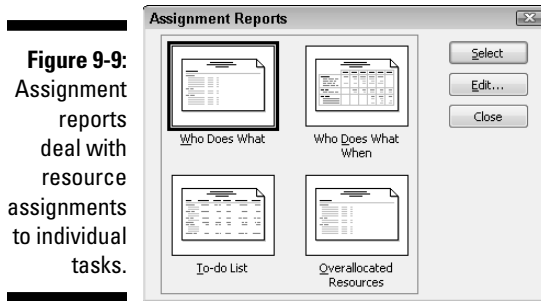 Figure 9-9:
Assignment
reports
deal with
resource
assignments
to individual
tasks.
Assignment Reports
Who Does What
Who Does What
When
To-do List
Overallocated
Resources
Select
Edit...
Close